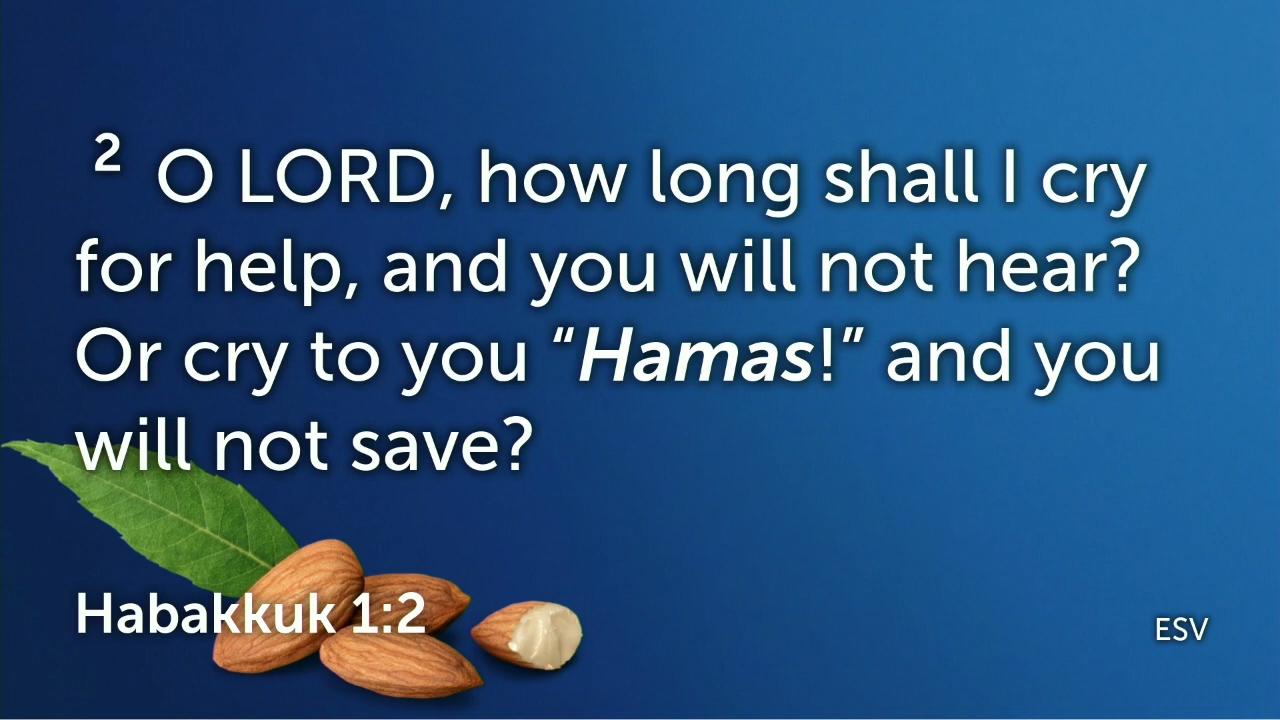 2 O LORD, how long shall I cry
for help, and you will not hear?
Or cry to you “Hamas!” and you
will not save?
Habakkuk 1:2
ESV